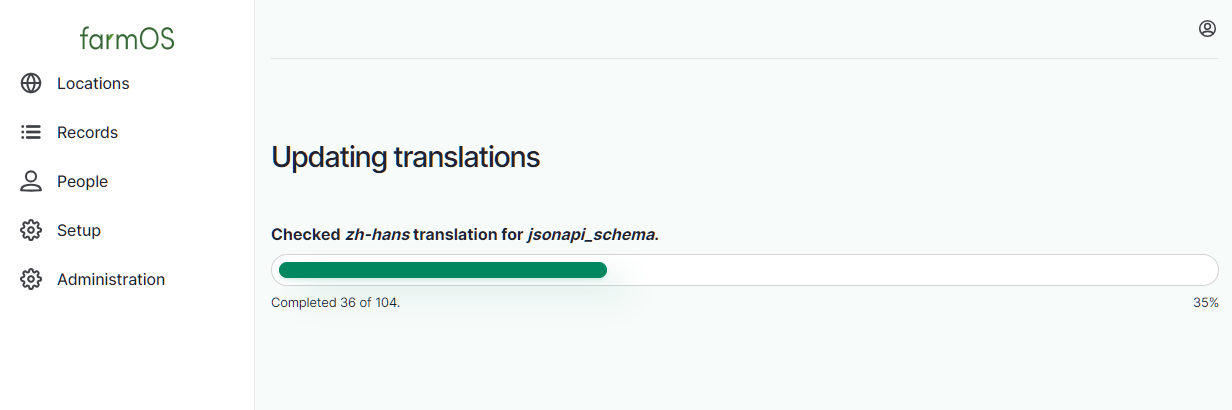 farmOS
Locations
Records
People
Setup
Administration
Updating translations
Checked zh-hans translation for jsonapi_schema.
Completed 36 of 104.
35%